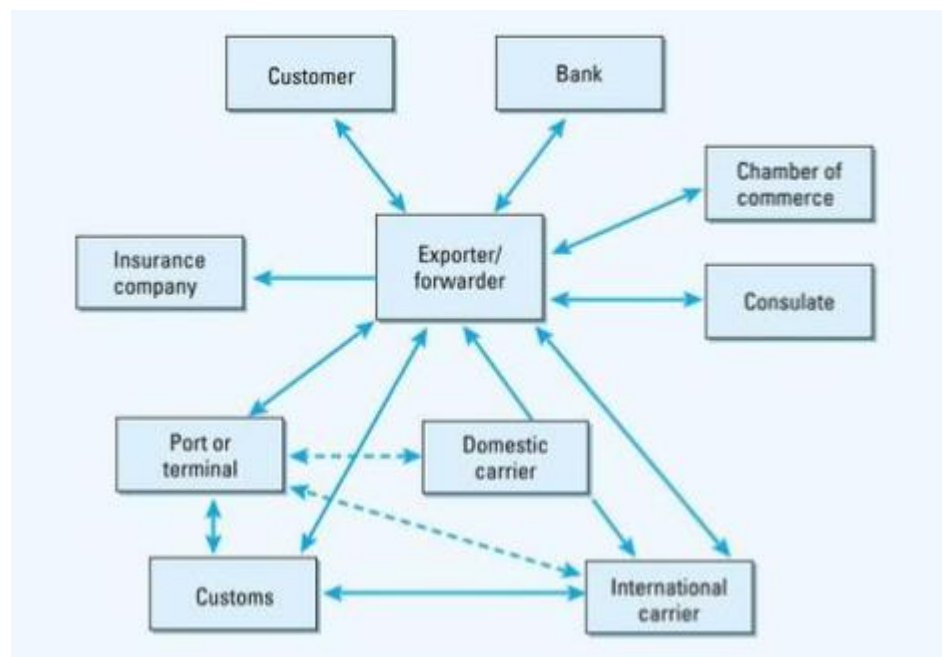 Customer
Bank
Chamber of
commerce
Exporter/
forwarder
Insurance
company
Consulate
Port or
terminal
Domestic
carrier
Customs
International
carrier